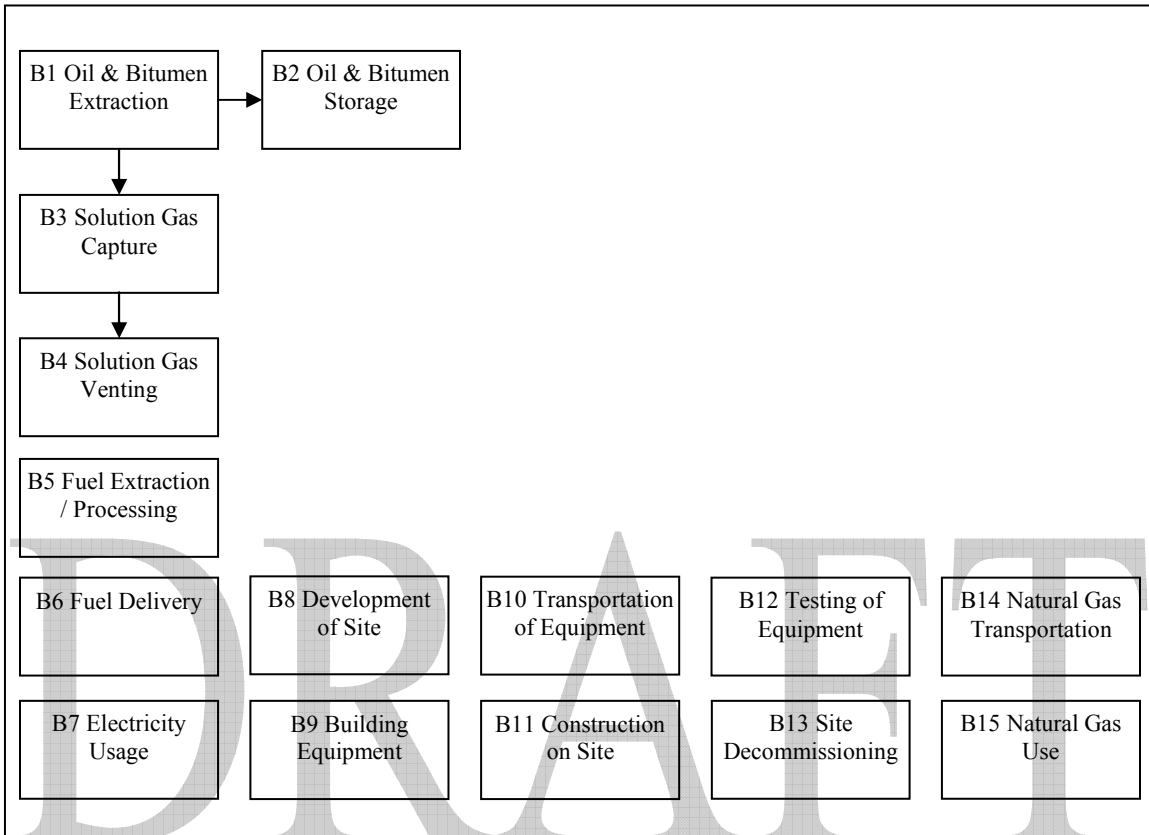 B1 Oil & Bitumen
Extraction
B2 Oil & Bitumen
Storage
B3 Solution Gas
Capture
B4 Solution Gas
Venting
B5 Fuel Extraction
/ Processing
B6 Fuel Delivery
B8 Development
of Site
B10 Transportation
of Equipment
B12 Testing of
Equipment
B14 Natural Gas
Transportation
B7 Electricity
Usage
B9 Building
Equipment
B11 Construction
on Site
B13 Site
Decommissioning
B15 Natural Gas
Use
DRAFT